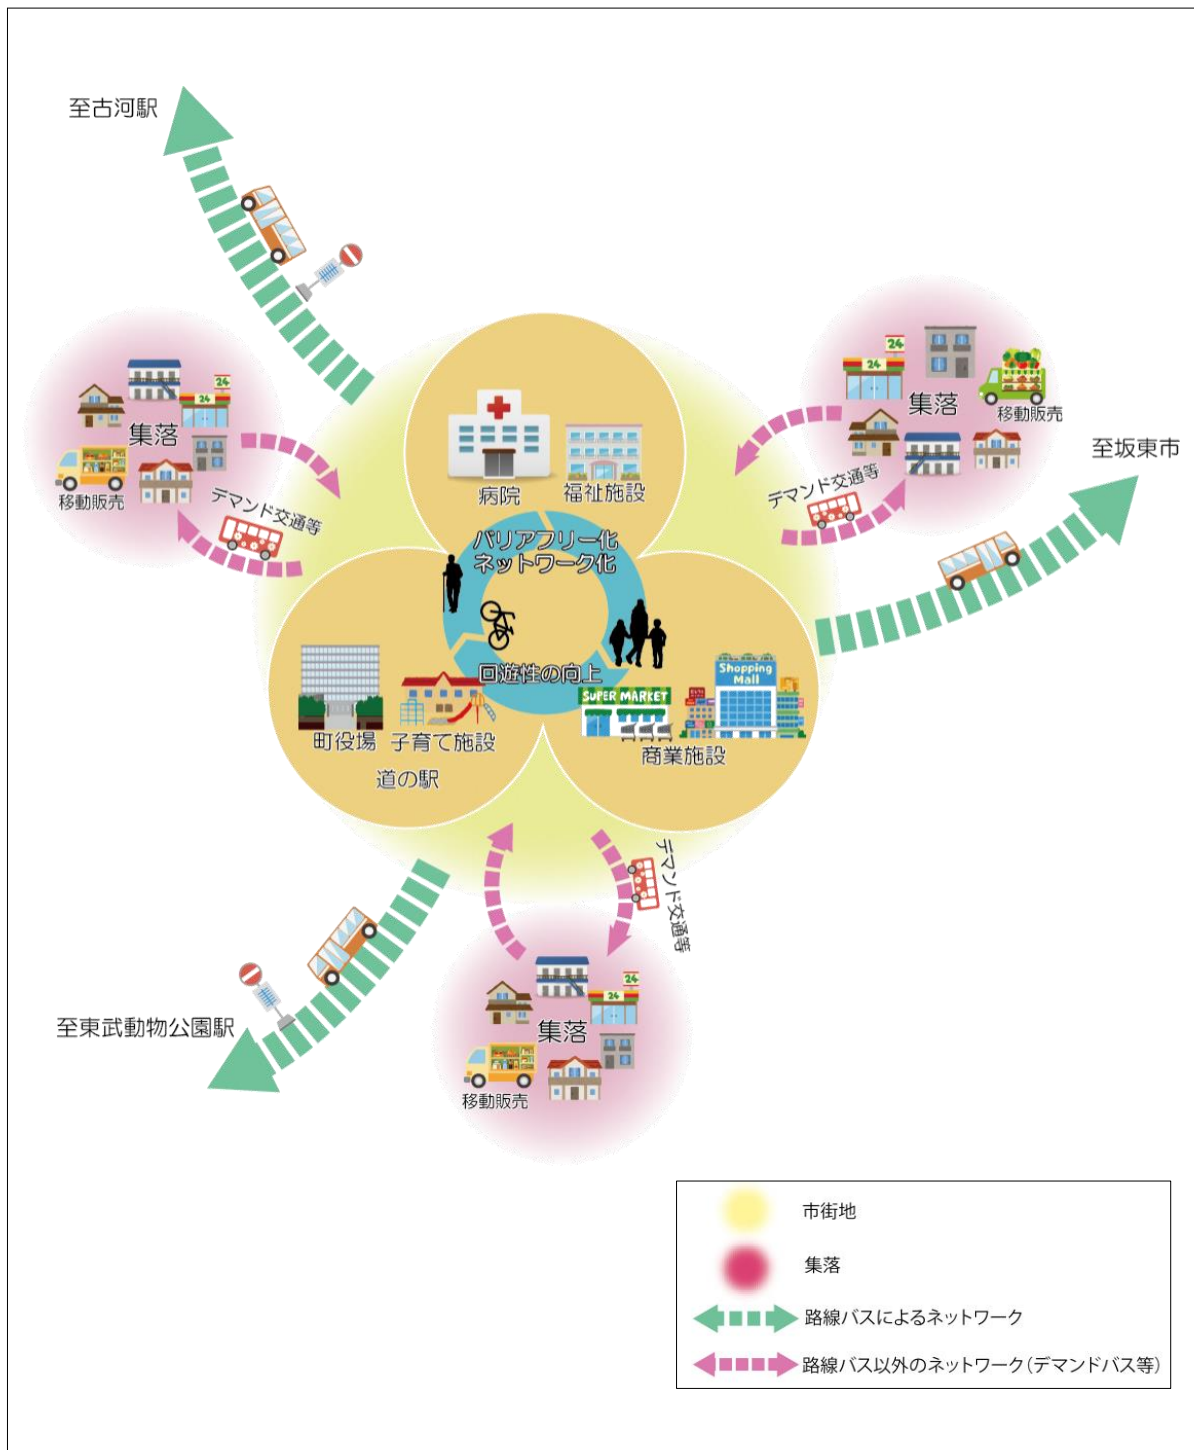 至古河駅
24
24
集落
移動販売
デマンド交通等
病院
福祉施設
24
24
集落
移動販売
デマンド交通等
至坂東市
バリアフリー化
ネットワーク化
回遊性の向上
町役場
子育て施設
道の駅
SUPER MARKET
Shopping
Mall
商業施設
デマンド交通等
至東武動物公園駅
24
24
集落
移動販売
市街地
集落
路線バスによるネットワーク
路線バス以外のネットワーク(デマンドバス等)